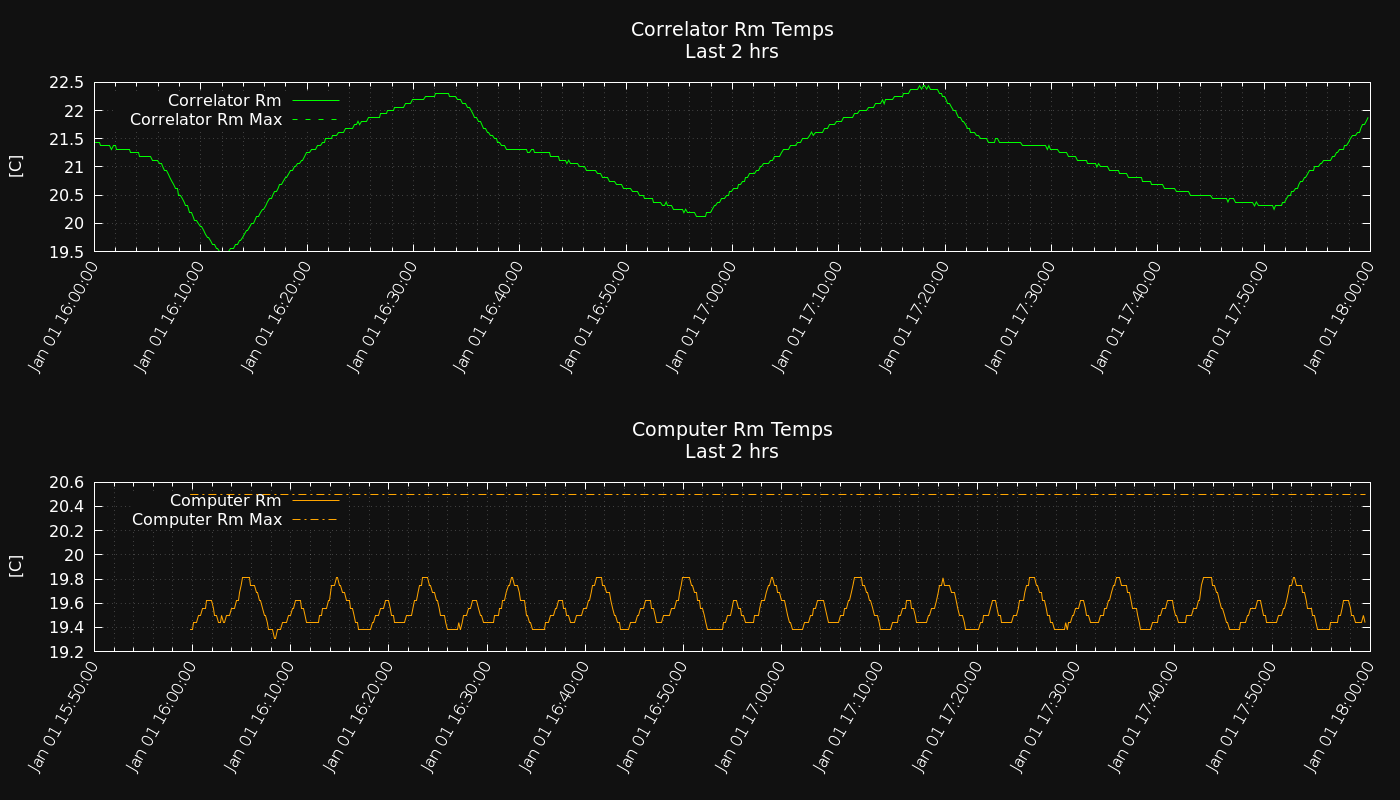 Correlator Rm Temps
Last 2 hrs
Correlator Rm
Correlator Rm Max
[C]
22.5
22
21.5
21
20.5
20
19.5
Jan 01 16:00:00
Jan 01 16:10:00
Jan 01 16:20:00
Jan 01 16:30:00
Jan 01 16:40:00
Jan 01 16:50:00
Jan 01 17:00:00
Jan 01 17:10:00
Jan 01 17:20:00
Jan 01 17:30:00
Jan 01 17:40:00
Jan 01 17:50:00
Jan 01 18:00:00
Computer Rm Temps
Last 2 hrs
Computer Rm
Computer Rm Max
[C]
20.6
20.4
20.2
20
19.8
19.6
19.4
19.2
Jan 01 15:50:00
Jan 01 16:00:00
Jan 01 16:10:00
Jan 01 16:20:00
Jan 01 16:30:00
Jan 01 16:40:00
Jan 01 16:50:00
Jan 01 17:00:00
Jan 01 17:10:00
Jan 01 17:20:00
Jan 01 17:30:00
Jan 01 17:40:00
Jan 01 17:50:00
Jan 01 18:00:00